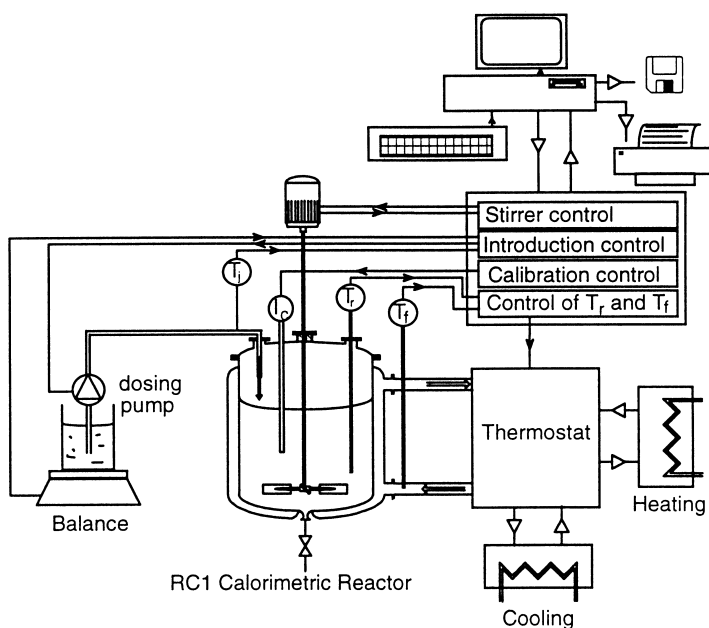 Stirrer control
Introduction control
Calibration control
Control of Tr and Tf
Ti
Ic
Tr
Tf
dosing
pump
Thermostat
Balance
Heating
RC1 Calorimetric Reactor
Cooling